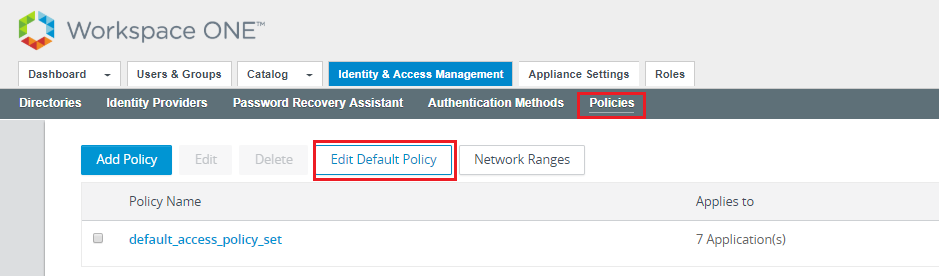 Workspace ONE™
Dashboard Users & Groups Catalog Identity & Access Management Appliance Settings Roles
Directories Identity Providers Password Recovery Assistant Authentication Methods Policies
Add Policy Edit Delete Edit Default Policy Network Ranges
Policy Name Applies to
default_access_policy_set 7 Application(s)